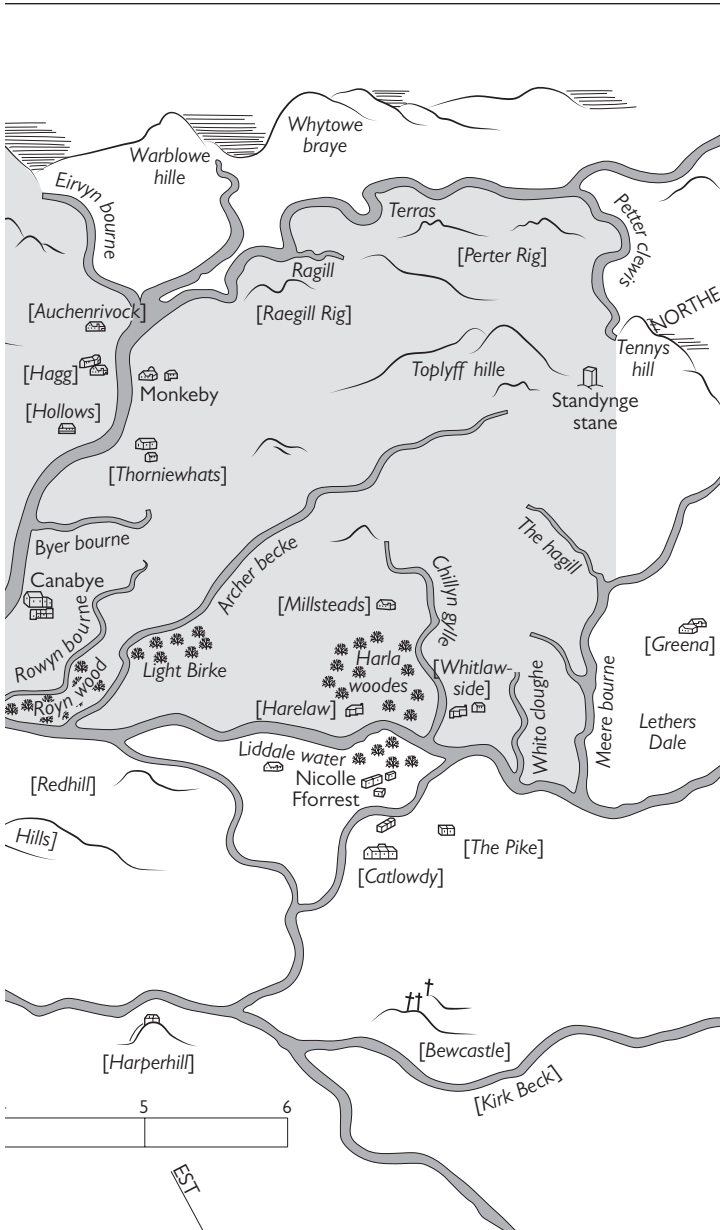 Whytowe
braye
Warblowe
hille
Eirvyn bourne
Terras
Petter clewis
[Perter Rig]
Ragill
[Raegill Rig]
[Auchenrivock]
NORTHE
Tennys
hill
[Hagg]
Monkeby
Toplyff hille
Standynge
stane
[Hollows]
[Thorniewhats]
Byer bourne
The hagill
Archer becke
Chillyn gylle
Canabye
[Millsteads]
Rowyn bourne
[Greena]
Light Birke
Harla
woodes
[Whitlaw-
side]
Royn wood
[Harelaw]
Whito cloughe
Meere bourne
Lethers
Dale
Liddale water
[Redhill]
Nicolle
Fforrest
Hills]
[The Pike]
[Catlowdy]
[Harperhill]
[Bewcastle]
[Kirk Beck]
5
6
EST